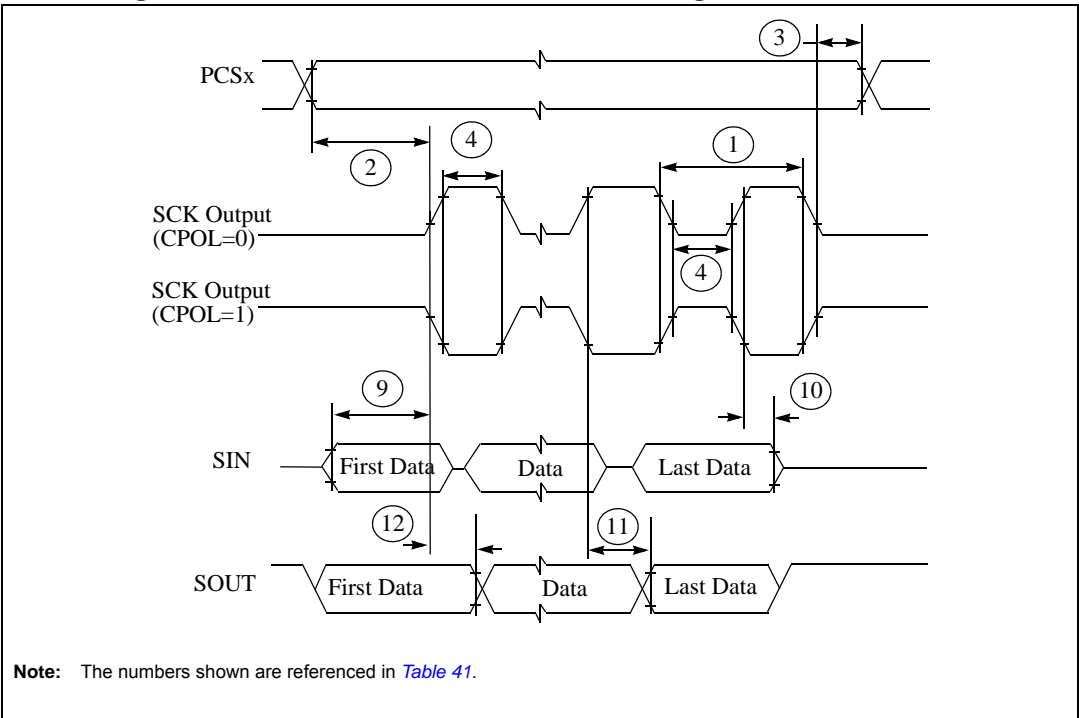 3
PCSx
2
4
1
SCK Output
(CPOL=0)
4
SCK Output
(CPOL=1)
9
10
SIN
First Data
Data
Last Data
12
11
SOUT
First Data
Data
Last Data
Note: The numbers shown are referenced in Table 41.